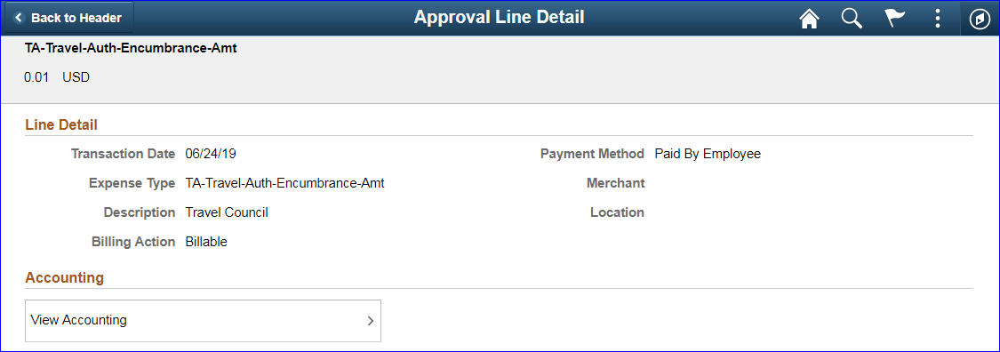 Back to Header
Approval Line Detail
TA-Travel-Auth-Encumbrance-Amt
0.01 USD
Line Detail
Transaction Date 06/24/19 Payment Method Paid By Employee
Expense Type TA-Travel-Auth-Encumbrance-Amt Merchant
Description Travel Council Location
Billing Action Billable
Accounting
View Accounting